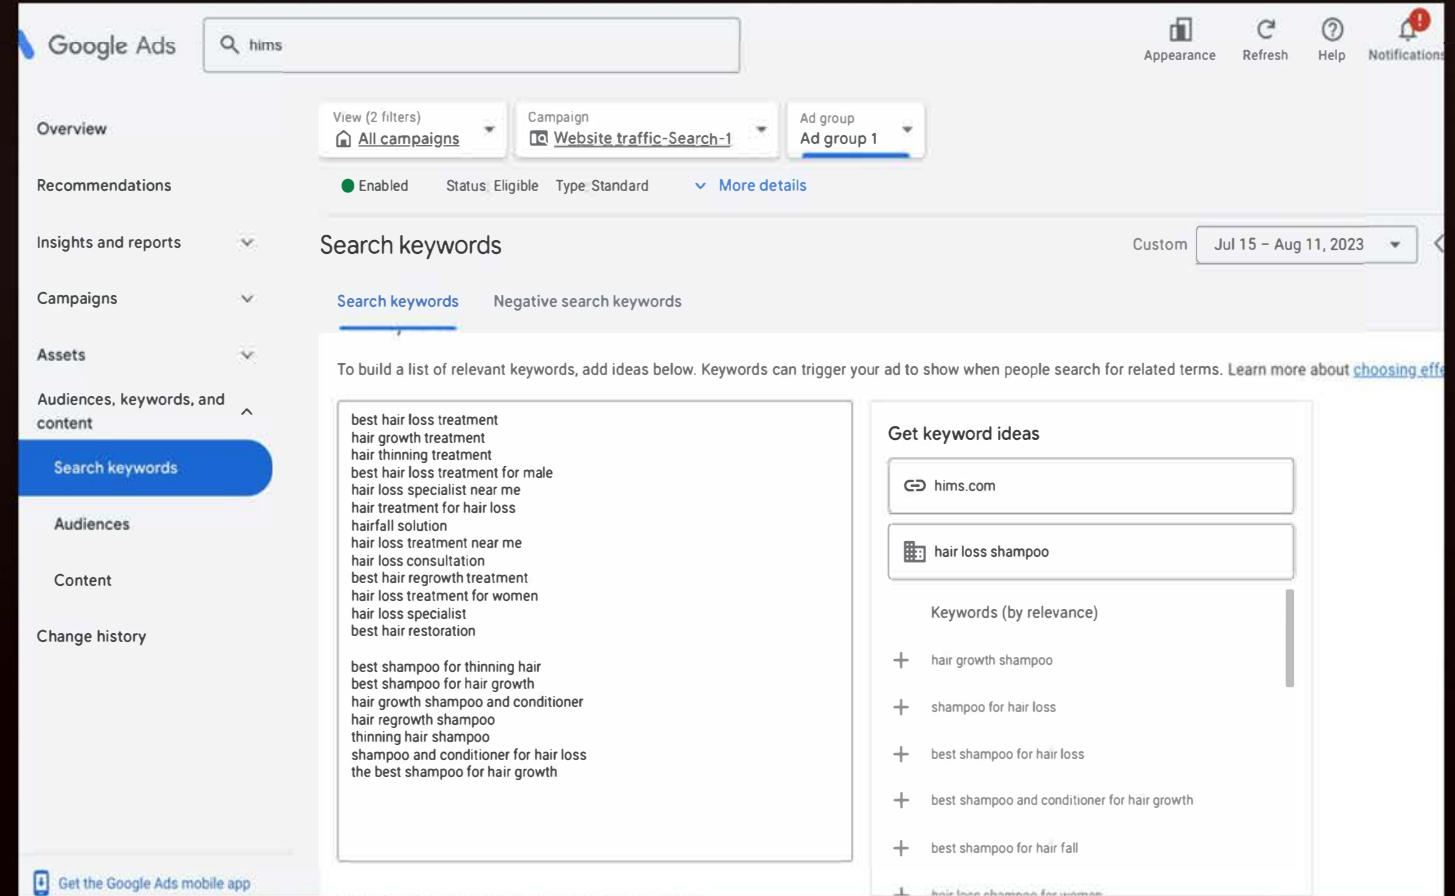 Google Ads
hims
Appearance
Refresh
Help
Notifications
Overview
Recommendations
Insights and reports
Campaigns
Assets
Audiences, keywords, and
content
Search keywords
Audiences
Content
Change history
Get the Google Ads mobile app
View (2 filters)
All campaigns
Campaign
Website traffic-Search-1
Ad group
Ad group 1
Enabled
Status: Eligible
Type: Standard
More details
Search keywords
Custom
Jul 15 – Aug 11, 2023
Search keywords
Negative search keywords
To build a list of relevant keywords, add ideas below. Keywords can trigger your ad to show when people search for related terms. Learn more about choosing effe
best hair loss treatment
hair growth treatment
hair thinning treatment
best hair loss treatment for male
hair loss specialist near me
hair treatment for hair loss
hairfall solution
hair loss treatment near me
hair loss consultation
best hair regrowth treatment
hair loss treatment for women
hair loss specialist
best hair restoration
best shampoo for thinning hair
best shampoo for hair growth
hair growth shampoo and conditioner
hair regrowth shampoo
thinning hair shampoo
shampoo and conditioner for hair loss
the best shampoo for hair growth
Get keyword ideas
hims.com
hair loss shampoo
Keywords (by relevance)
hair growth shampoo
shampoo for hair loss
best shampoo for hair loss
best shampoo and conditioner for hair growth
best shampoo for hair fall
hair loss shampoo for women